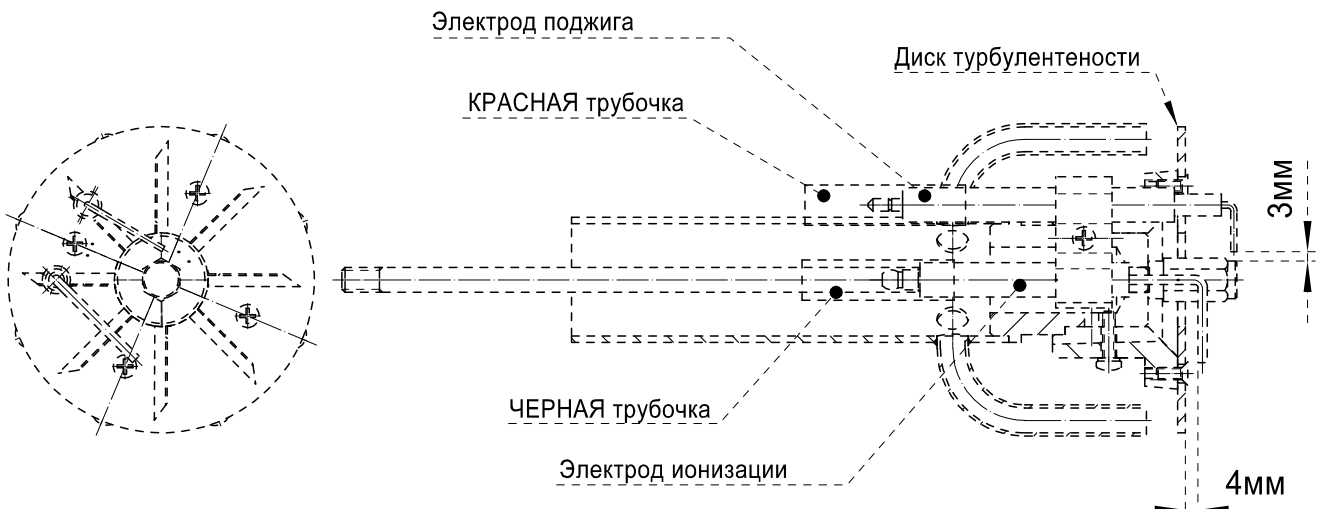 Электрод поджига
Диск турбулентености
КРАСНАЯ трубочка
3мм
ЧЕРНАЯ трубочка
Электрод ионизации
4мм